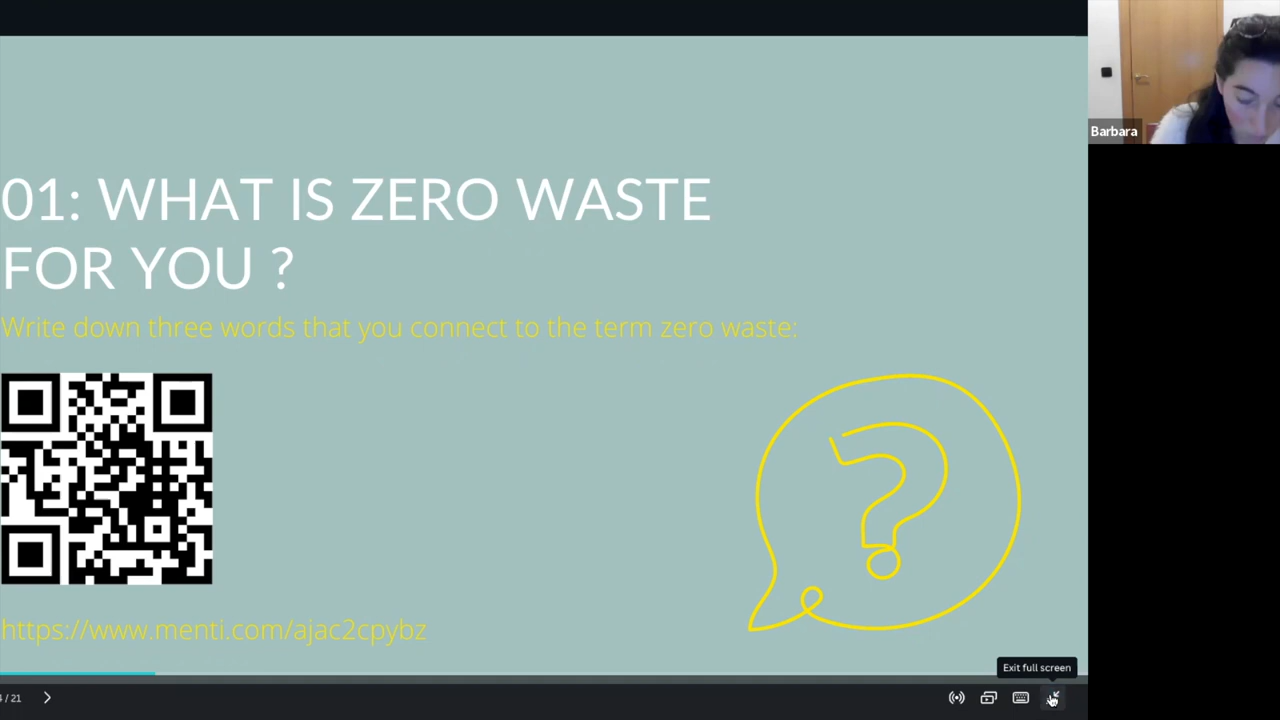 01: WHAT IS ZERO WASTE
FOR YOU ?
Write down three words that you connect to the term zero waste:
https://www.menti.com/ajac2cpybz
Barbara
Exit full screen
/ 21